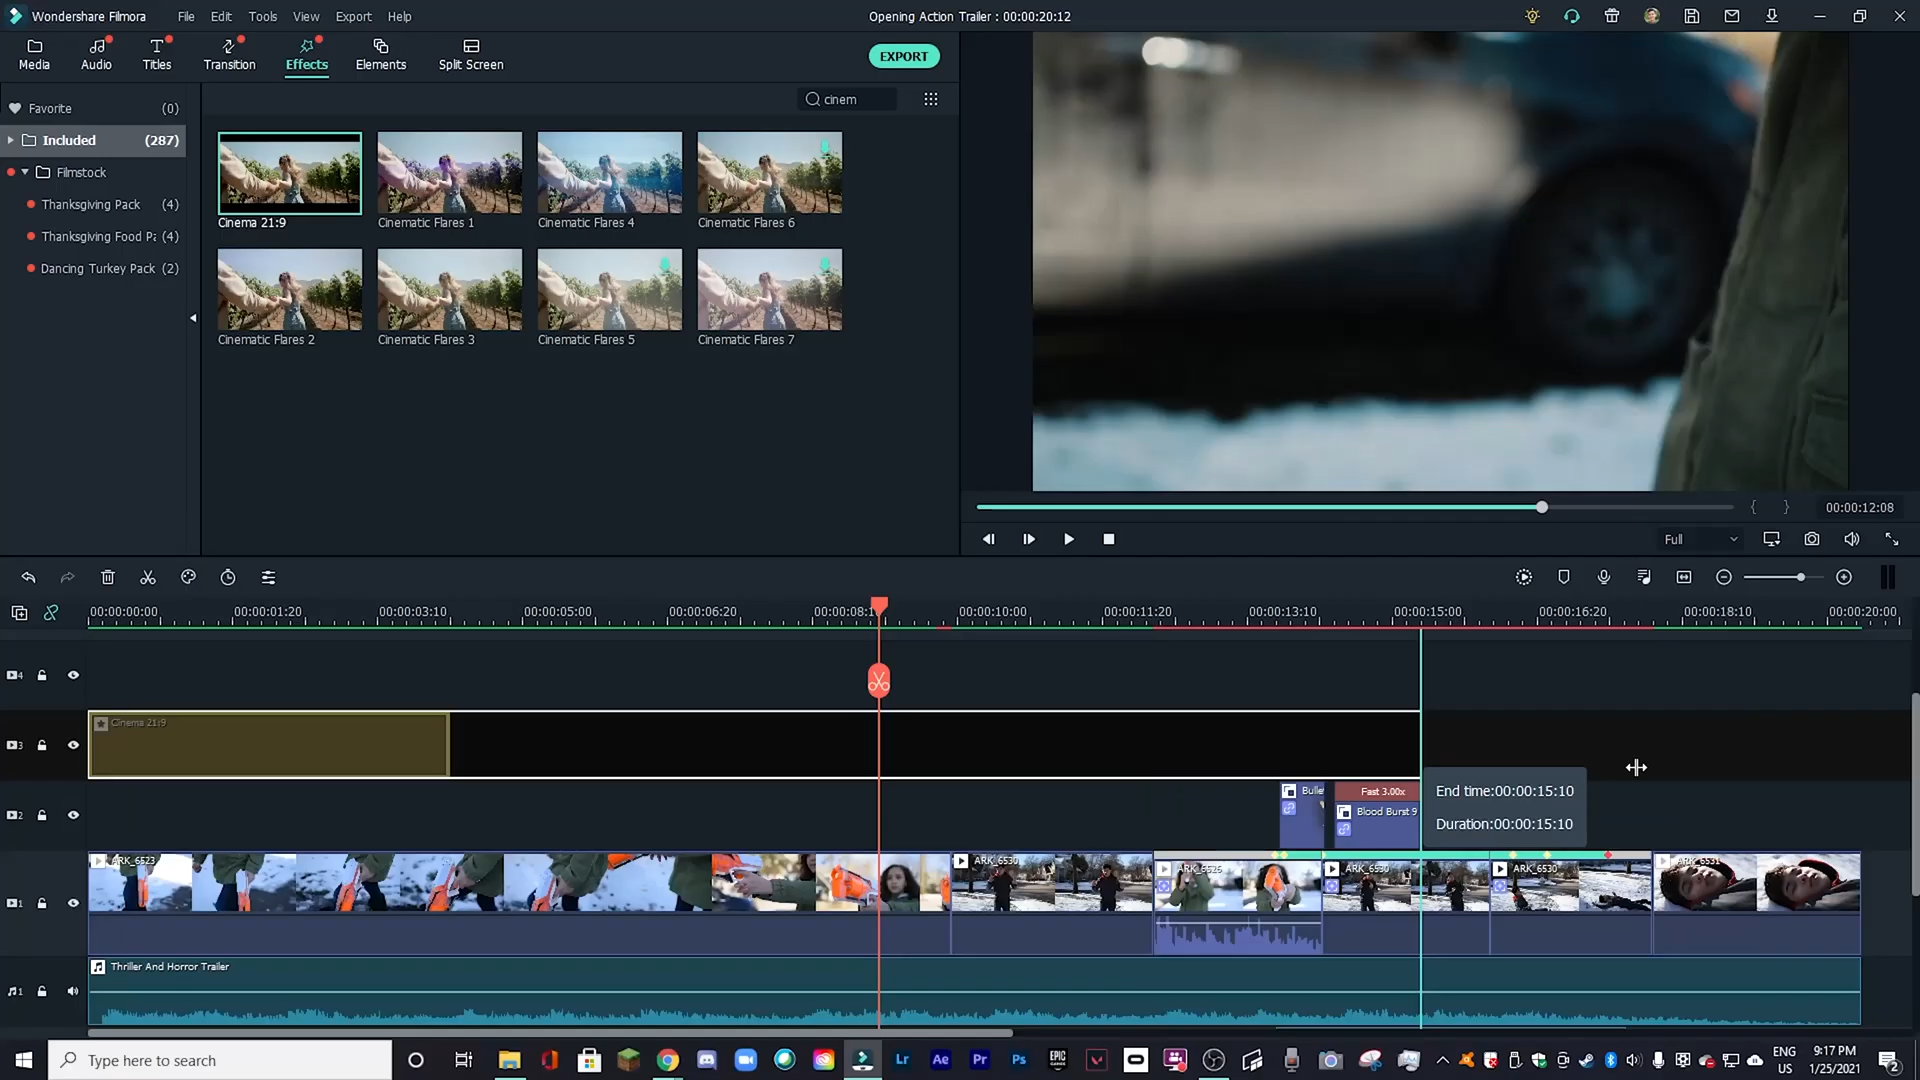 Wondershare Filmora File Edit Tools View Export Help Opening Action Trailer : 00:00:20:12
Media Audio Titles Transition Effects Elements Split Screen EXPORT
Favorite (0)
cinem
Included (287)
Filmstock
Thanksgiving Pack (4)
Thanksgiving Food Pa (4)
Dancing Turkey Pack (2)
Cinema 21:9 Cinematic Flares 1 Cinematic Flares 4 Cinematic Flares 6
Cinematic Flares 2 Cinematic Flares 3 Cinematic Flares 5 Cinematic Flares 7
00:00:12:08
Full
00:00:00:00 00:00:01:20 00:00:03:10 00:00:05:00 00:00:06:20 00:00:08:1 00:00:10:00 00:00:11:20 00:00:13:10 00:00:15:00 00:00:16:20 00:00:18:10 00:00:20:00
4
3
Cinema 21:9
2
Bulle
Fast 3.00x
Blood Burst 9
End time:00:00:15:10
Duration:00:00:15:10
1
ARK_6523 ARK_6530 ARK_6526 ARK_6530 ARK_6530 ARK_6531
1
Thriller And Horror Trailer
Type here to search
Lr Ae Pr Ps
EPIC GAMES
ENG
US
9:17 PM
1/25/2021
2